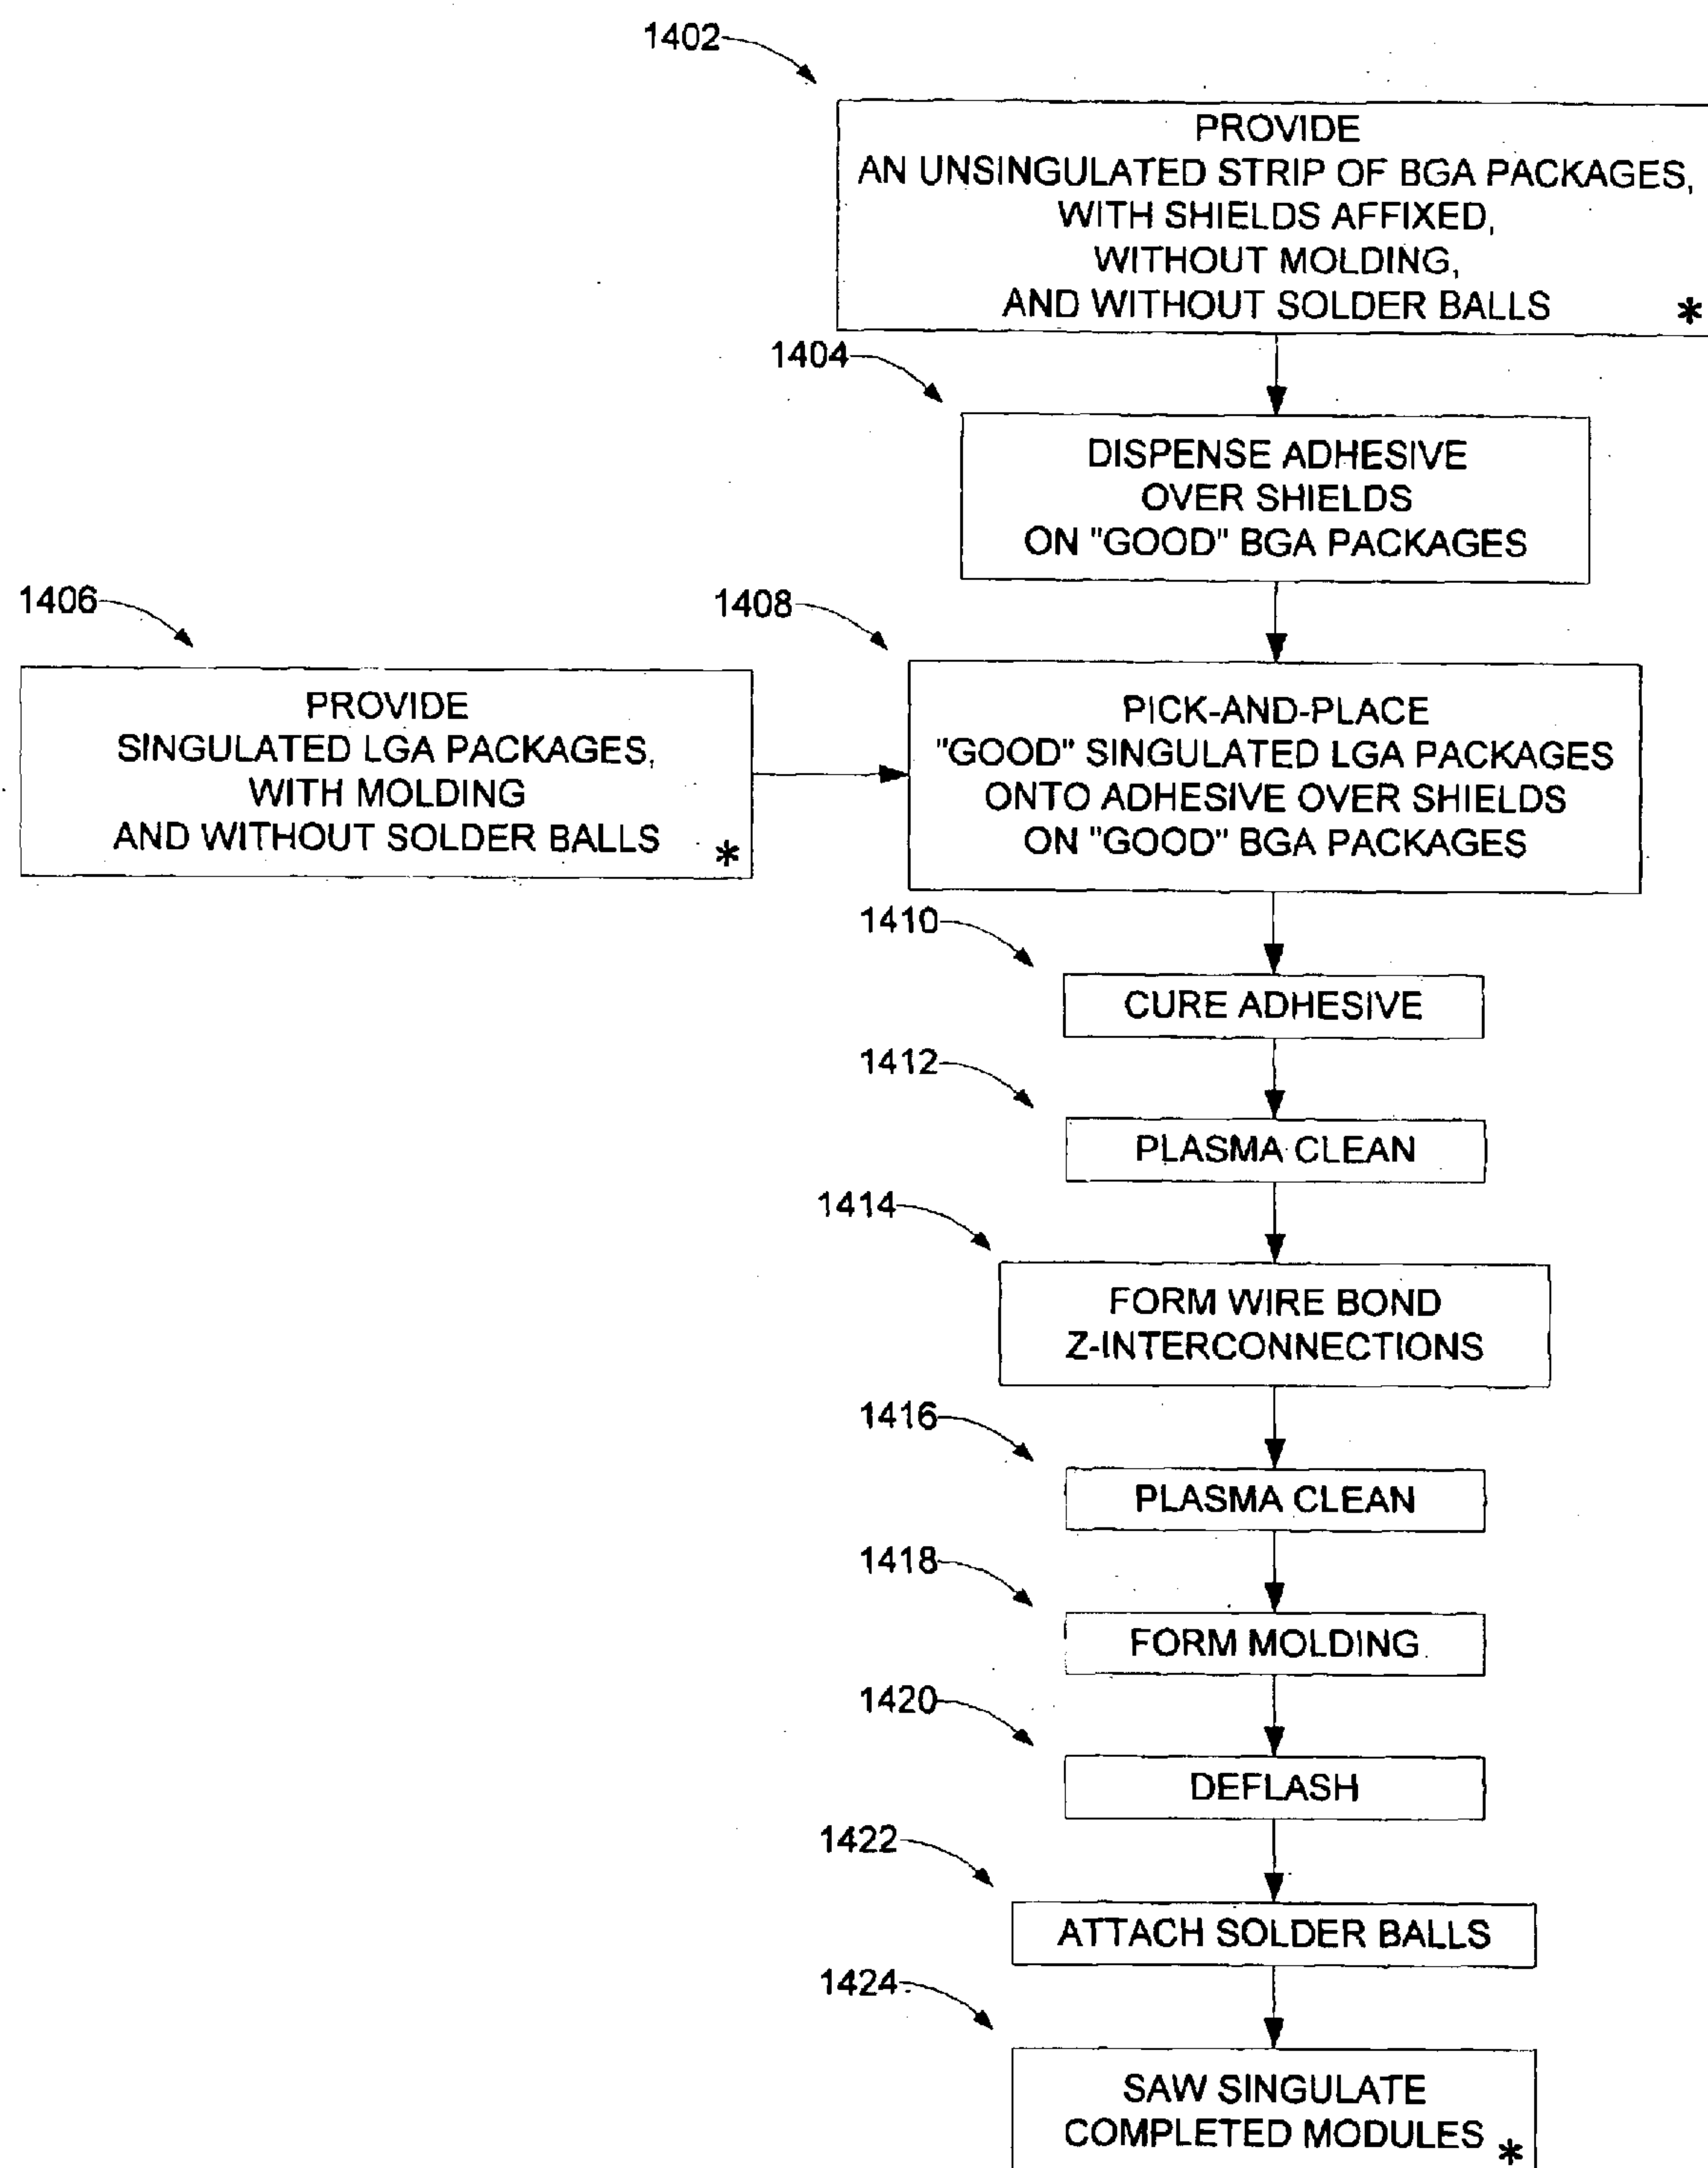 1402
PROVIDE
AN UNSINGULATED STRIP OF BGA PACKAGES,
WITH SHIELDS AFFIXED,
WITHOUT MOLDING,
AND WITHOUT SOLDER BALLS *
1404
DISPENSE ADHESIVE
OVER SHIELDS
ON "GOOD" BGA PACKAGES
1406
PROVIDE
SINGULATED LGA PACKAGES,
WITH MOLDING
AND WITHOUT SOLDER BALLS *
1408
PICK-AND-PLACE
"GOOD" SINGULATED LGA PACKAGES
ONTO ADHESIVE OVER SHIELDS
ON "GOOD" BGA PACKAGES
1410
CURE ADHESIVE
1412
PLASMA CLEAN
1414
FORM WIRE BOND
Z-INTERCONNECTIONS
1416
PLASMA CLEAN
1418
FORM MOLDING
1420
DEFLASH
1422
ATTACH SOLDER BALLS
1424
SAW SINGULATE
COMPLETED MODULES *